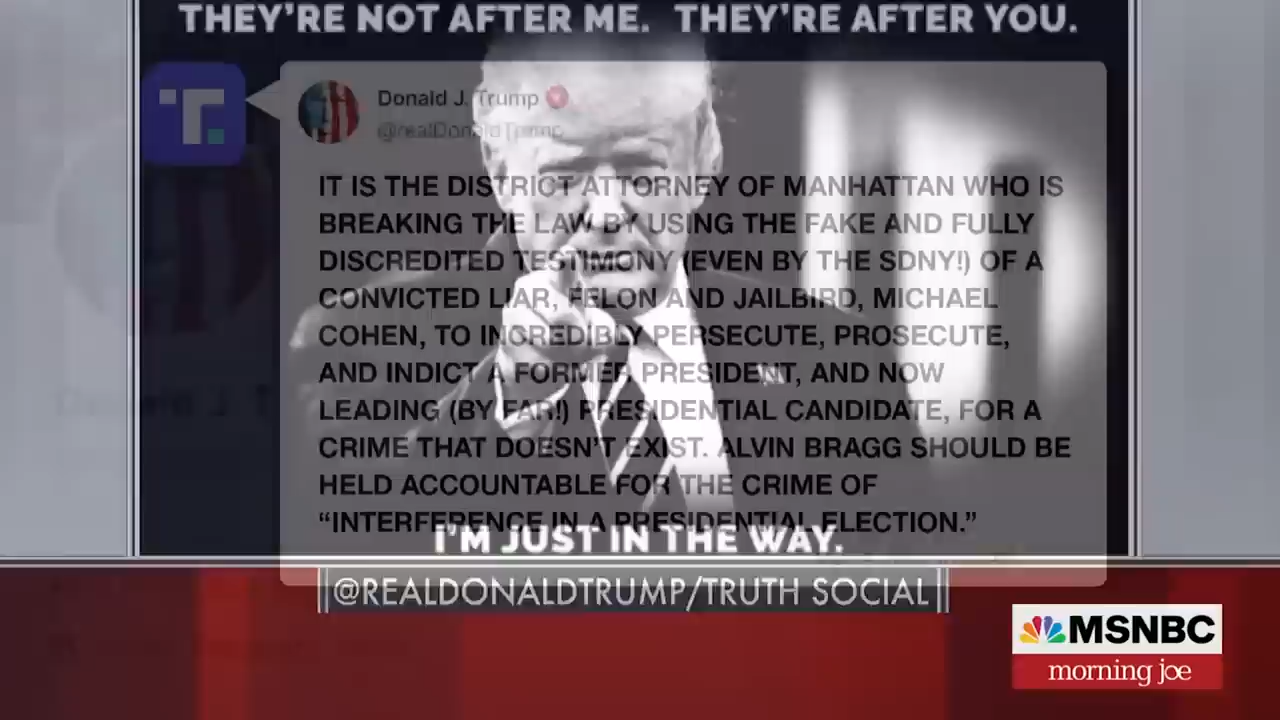 THEY'RE NOT AFTER ME. THEY'RE AFTER YOU.
Donald J. Trump
@realDonaldTrump
IT IS THE DISTRICT ATTORNEY OF MANHATTAN WHO IS
BREAKING THE LAW BY USING THE FAKE AND FULLY
DISCREDITED TESTIMONY (EVEN BY THE SDNY!) OF A
CONVICTED LIAR, FELON AND JAILBIRD, MICHAEL
COHEN, TO INCREDIBLY PERSECUTE, PROSECUTE,
AND INDICT A FORMER PRESIDENT, AND NOW
LEADING (BY FAR!) PRESIDENTIAL CANDIDATE, FOR A
CRIME THAT DOESN'T EXIST. ALVIN BRAGG SHOULD BE
HELD ACCOUNTABLE FOR THE CRIME OF
“INTERFERENCE IN A PRESIDENTIAL ELECTION.”
I'M JUST IN THE WAY.
@REALDONALDTRUMP/TRUTH SOCIAL
MSNBC
morning joe